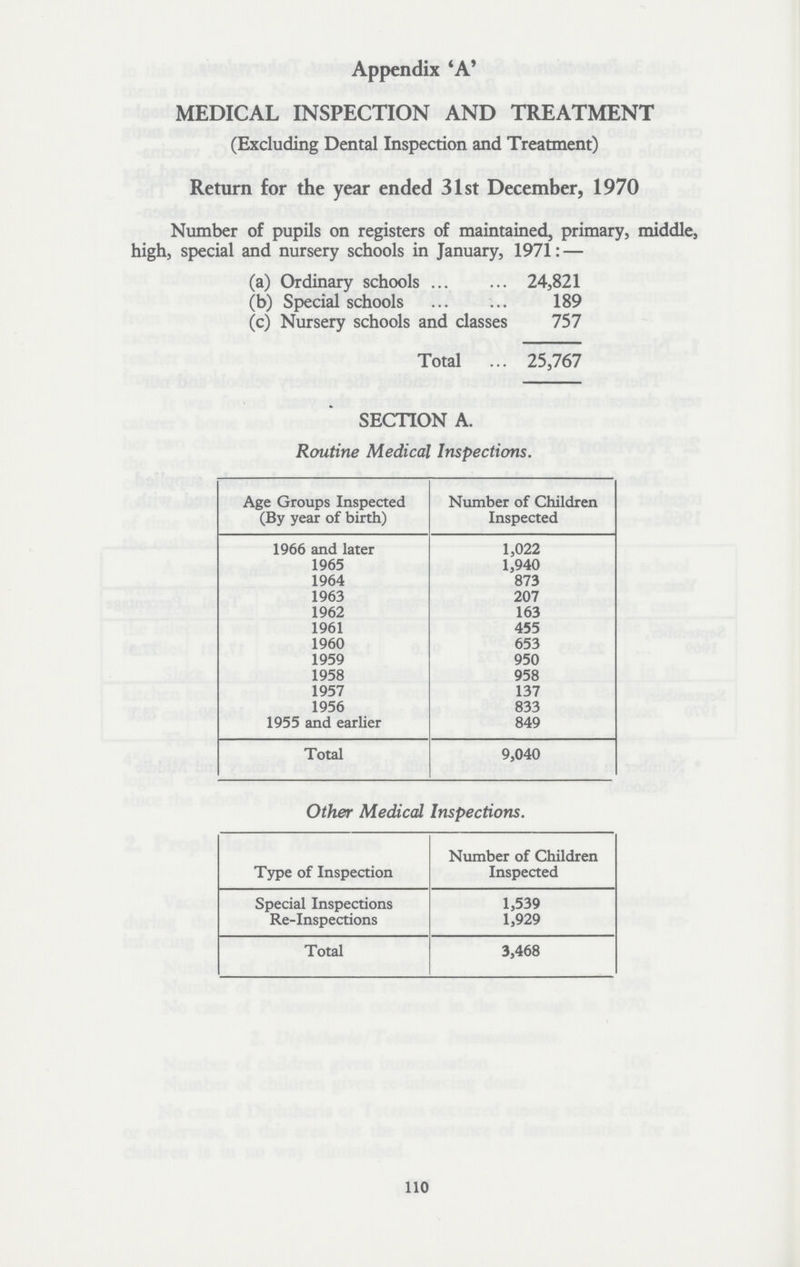 Appendix ‘A’
MEDICAL INSPECTION AND TREATMENT
(Excluding Dental Inspection and Treatment)
Return for the year ended 31st December, 1970
Number of pupils on registers of maintained, primary, middle,
high, special and nursery schools in January, 1971: —
(a) Ordinary schools ... ... 24,821
(b) Special schools ... ... 189
(c) Nursery schools and classes 757
Total ... 25,767
SECTION A.
Routine Medical Inspections.
Age Groups Inspected Number of Children
(By year of birth) Inspected
1966 and later 1,022
1965 1,940
1964 873
1963 207
1962 163
1961 455
1960 653
1959 950
1958 958
1957 137
1956 833
1955 and earlier 849
Total 9,040
Other Medical Inspections.
Number of Children
Type of Inspection Inspected
Special Inspections 1,539
Re-Inspections 1,929
Total 3,468
110